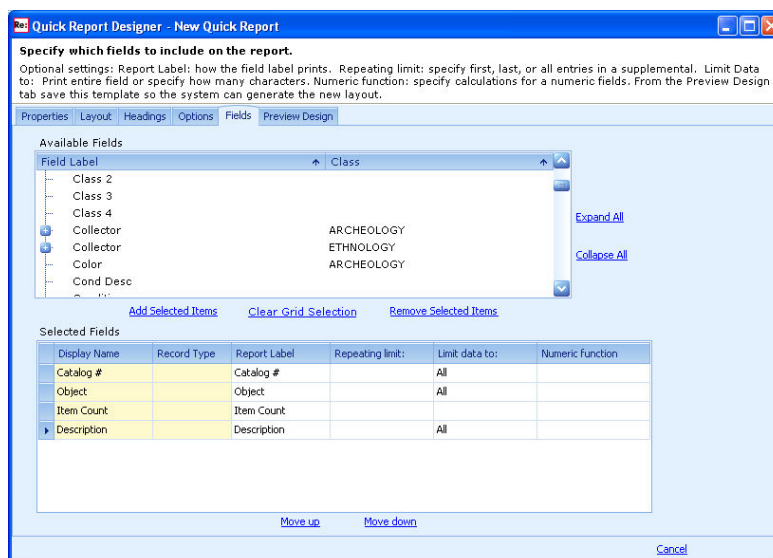 Re: Quick Report Designer - New Quick Report
Specify which fields to include on the report.
Optional settings: Report Label: how the field label prints. Repeating limit: specify first, last, or all entries in a supplemental. Limit Data
to: Print entire field or specify how many characters. Numeric function: specify calculations for a numeric fields. From the Preview Design
tab save this template so the system can generate the new layout.
Properties Layout Headings Options Fields Preview Design
Available Fields
Field Label Class
Class 2
Class 3
Class 4
Collector ARCHEOLOGY
Expand All
Collector ETHNOLOGY
Color ARCHEOLOGY
Collapse All
Cond Desc
Add Selected Items Clear Grid Selection Remove Selected Items
Selected Fields
Display Name Record Type Report Label Repeating limit: Limit data to: Numeric function
Catalog # Catalog # All
Object Object All
Item Count Item Count
Description Description All
Move up Move down
Cancel